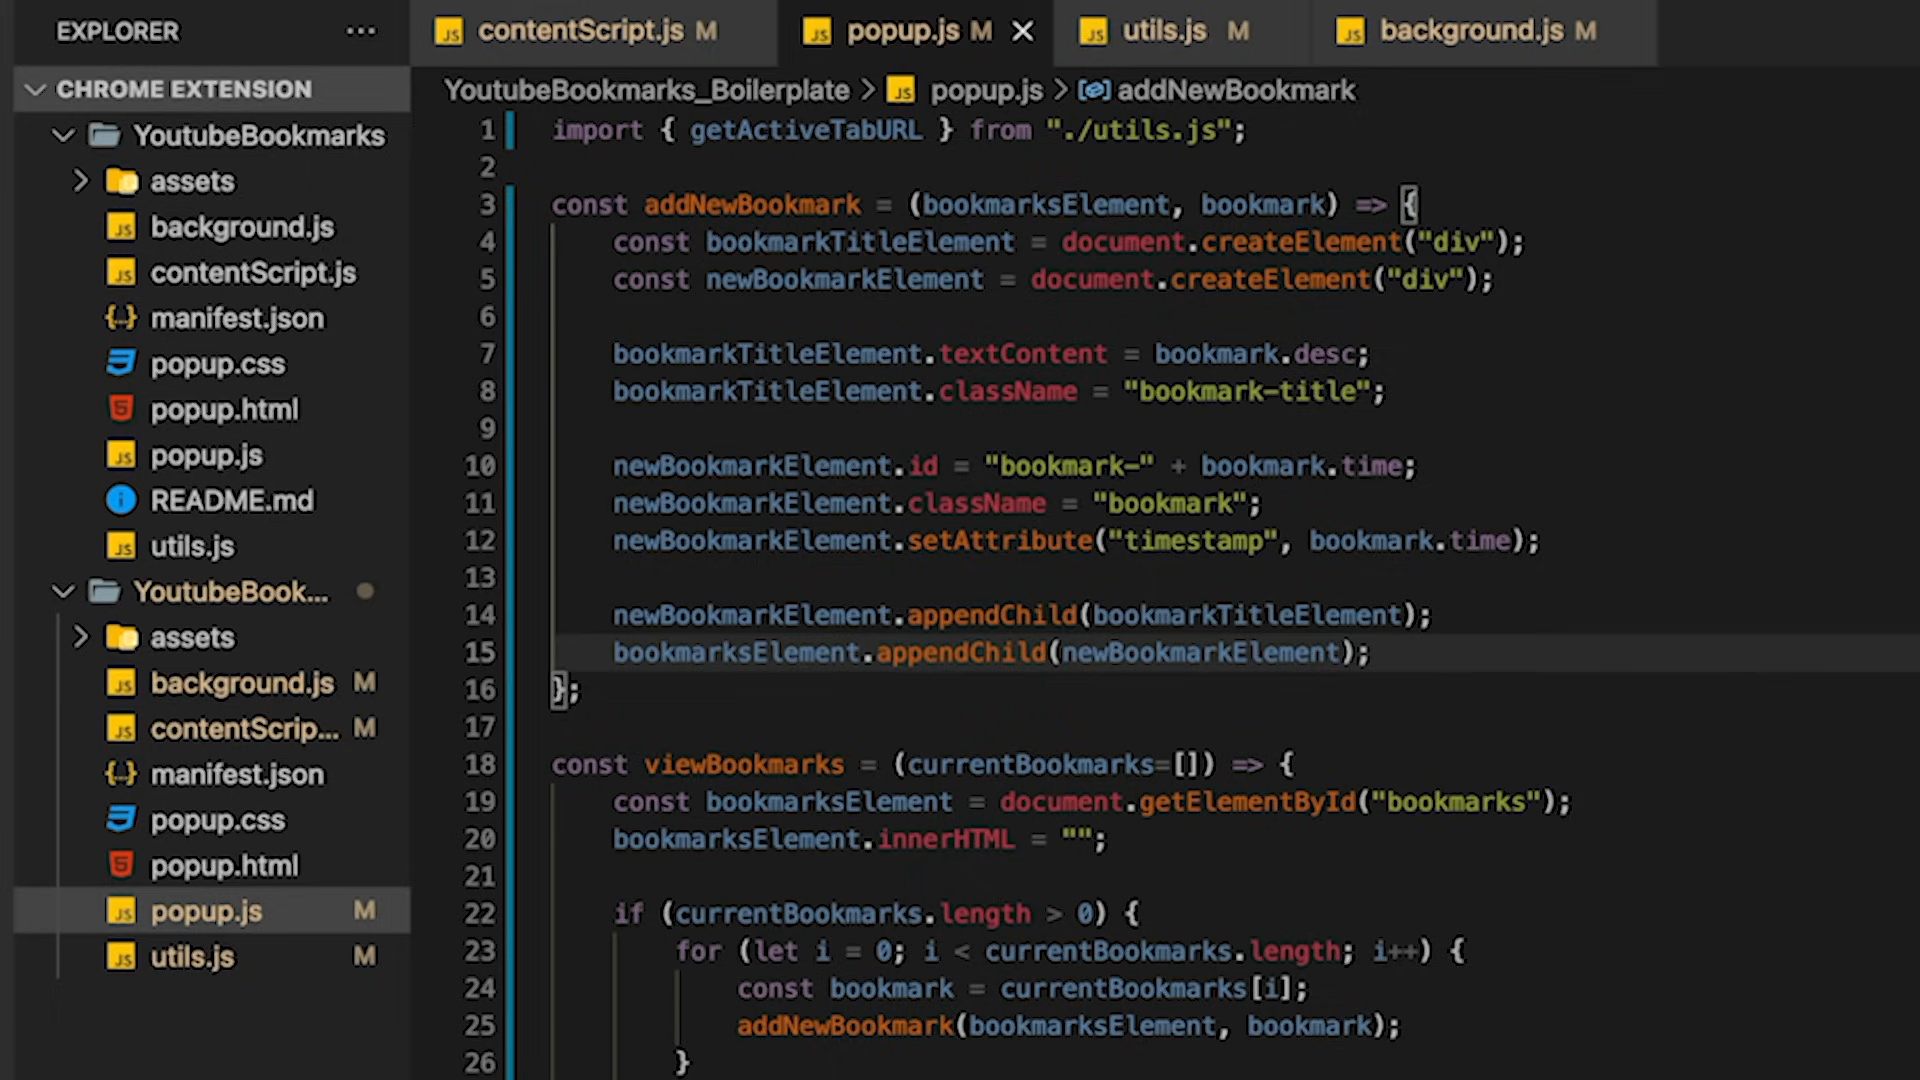 EXPLORER ...
CHROME EXTENSION
YoutubeBookmarks
assets
background.js
contentScript.js
manifest.json
popup.css
popup.html
popup.js
README.md
utils.js
YoutubeBook...
assets
background.js M
contentScrip... M
manifest.json
popup.css
popup.html
popup.js M
utils.js M
contentScript.js M popup.js M utils.js M background.js M
YoutubeBookmarks_Boilerplate > JS popup.js > addNewBookmark
1 import { getActiveTabURL } from "./utils.js";
2
3 const addNewBookmark = (bookmarksElement, bookmark) => {
4 const bookmarkTitleElement = document.createElement("div");
5 const newBookmarkElement = document.createElement("div");
6
7 bookmarkTitleElement.textContent = bookmark.desc;
8 bookmarkTitleElement.className = "bookmark-title";
9
10 newBookmarkElement.id = "bookmark-" + bookmark.time;
11 newBookmarkElement.className = "bookmark";
12 newBookmarkElement.setAttribute("timestamp", bookmark.time);
13
14 newBookmarkElement.appendChild(bookmarkTitleElement);
15 bookmarksElement.appendChild(newBookmarkElement);
16 };
17
18 const viewBookmarks = (currentBookmarks=[]) => {
19 const bookmarksElement = document.getElementById("bookmarks");
20 bookmarksElement.innerHTML = "";
21
22 if (currentBookmarks.length > 0) {
23 for (let i = 0; i < currentBookmarks.length; i++) {
24 const bookmark = currentBookmarks[i];
25 addNewBookmark(bookmarksElement, bookmark);
26 }